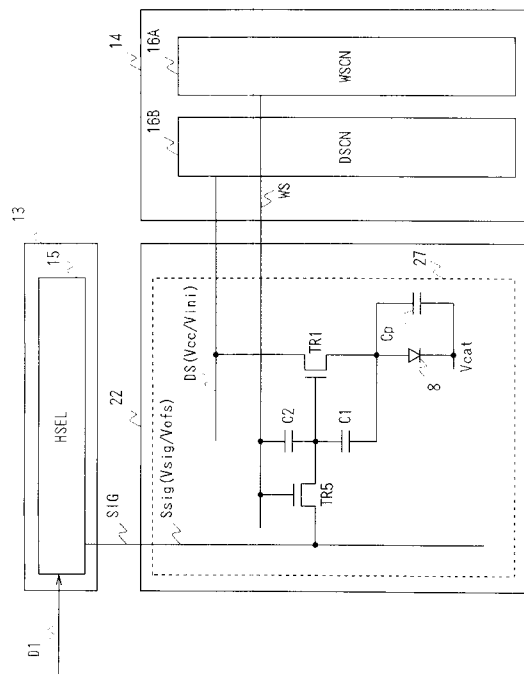 13
15
HSEL
D1
SIG
14
16A
WSCN
16B
DSCN
WS
22
27
Ssig(Vsig/Vofs)
DS(Vcc/Vini)
TR1
TR5
C2
C1
Cp
8
Vcat